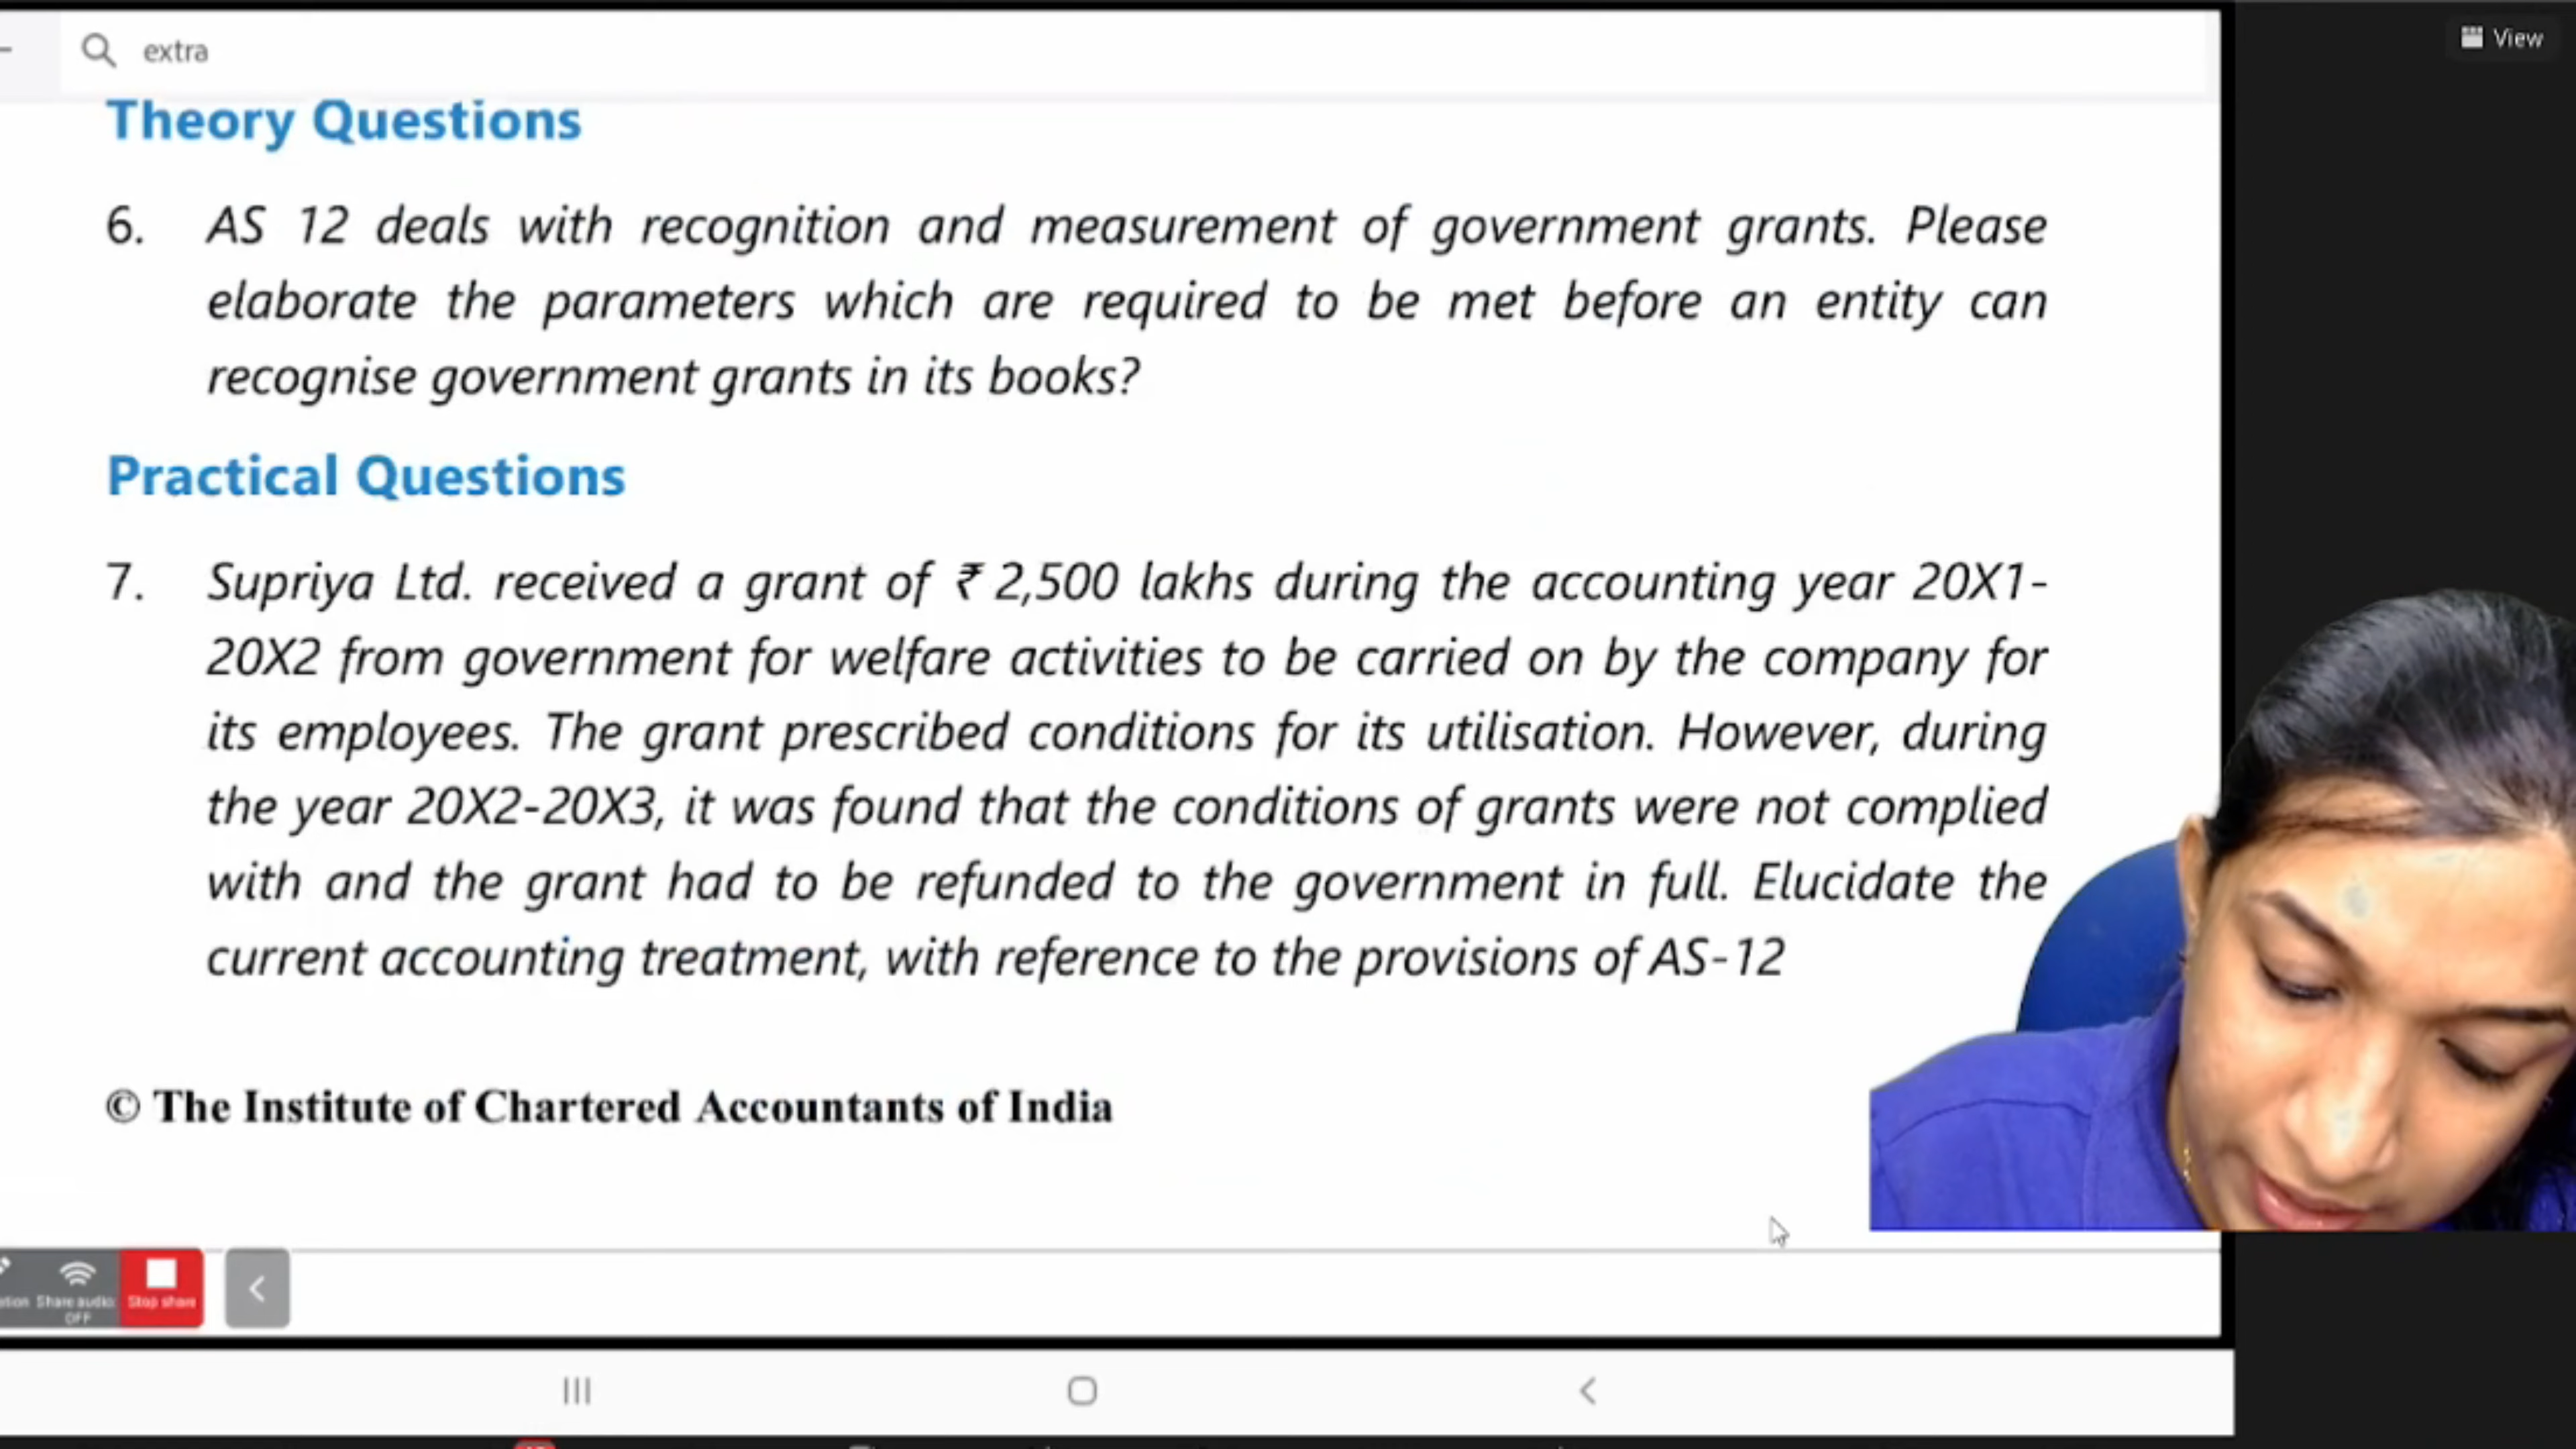 extra
View
Theory Questions
6. AS 12 deals with recognition and measurement of government grants. Please
elaborate the parameters which are required to be met before an entity can
recognise government grants in its books?
Practical Questions
7. Supriya Ltd. received a grant of ₹ 2,500 lakhs during the accounting year 20X1-
20X2 from government for welfare activities to be carried on by the company for
its employees. The grant prescribed conditions for its utilisation. However, during
the year 20X2-20X3, it was found that the conditions of grants were not complied
with and the grant had to be refunded to the government in full. Elucidate the
current accounting treatment, with reference to the provisions of AS-12
© The Institute of Chartered Accountants of India
Share audio: Stop share
OFF